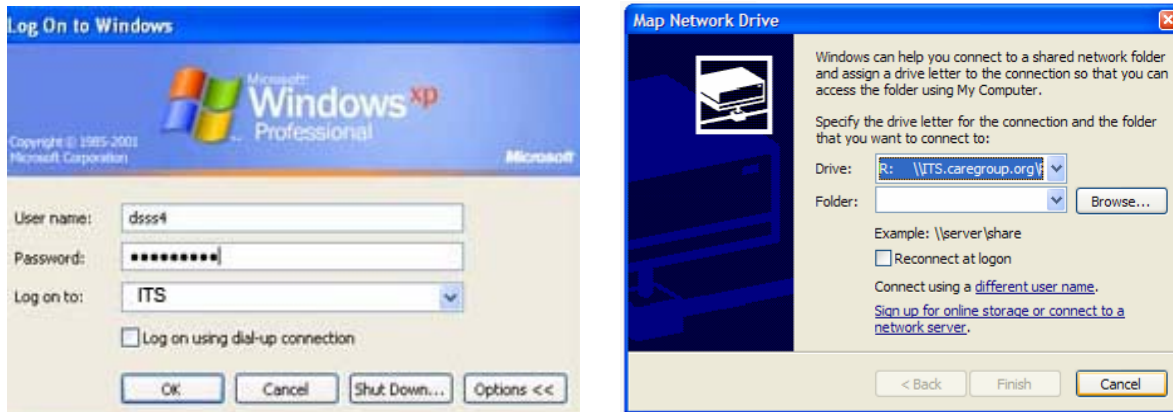 Log On to Windows
Microsoft
Windows xp
Professional
Copyright © 1985-2001
Microsoft Corporation
Microsoft
User name: dsss4
Password: •••••••••
Log on to: ITS
Log on using dial-up connection
OK Cancel Shut Down... Options <<
Map Network Drive
Windows can help you connect to a shared network folder
and assign a drive letter to the connection so that you can
access the folder using My Computer.
Specify the drive letter for the connection and the folder
that you want to connect to:
Drive: R: \\ITS.caregroup.org\
Folder: Browse...
Example: \\server\share
Reconnect at logon
Connect using a different user name.
Sign up for online storage or connect to a
network server.
< Back Finish Cancel